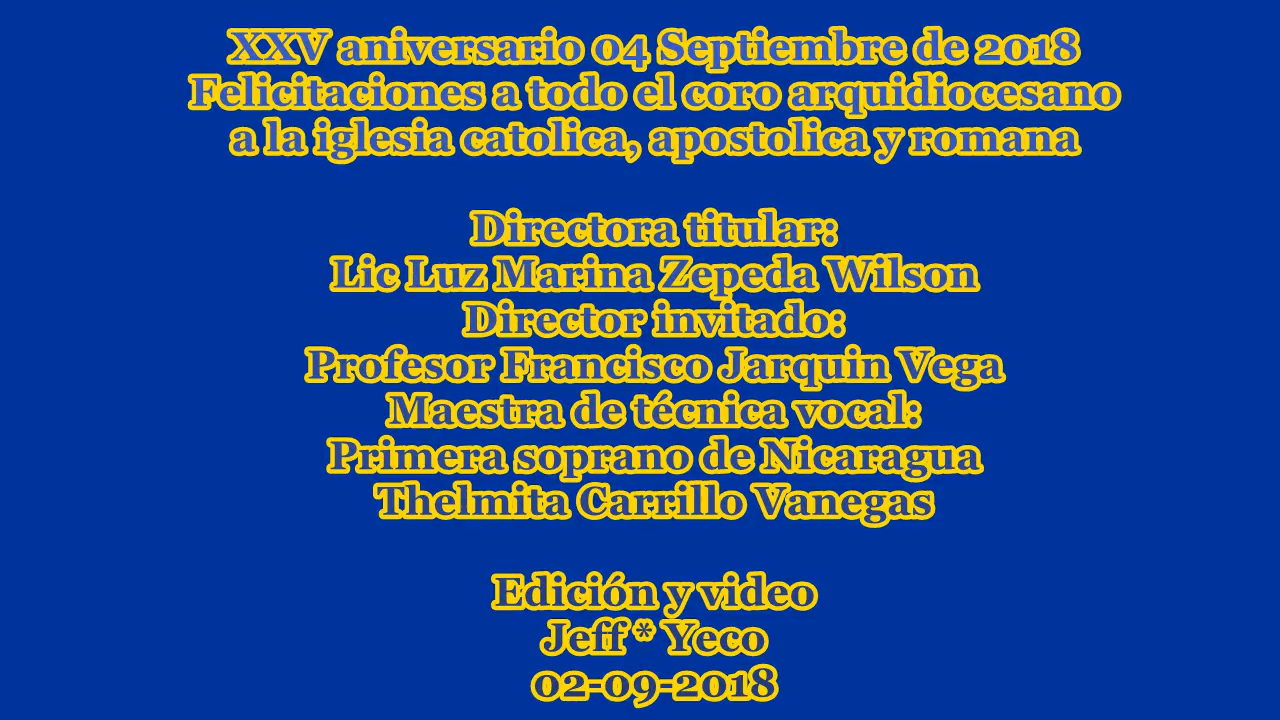 XXV aniversario 04 Septiembre de 2018
Felicitaciones a todo el coro arquidiocesano
a la iglesia catolica, apostolica y romana
Directora titular:
Lic Luz Marina Zepeda Wilson
Director invitado:
Profesor Francisco Jarquin Vega
Maestra de técnica vocal:
Primera soprano de Nicaragua
Thelmita Carrillo Vanegas
Edición y video
Jeff * Yeco
02-09-2018